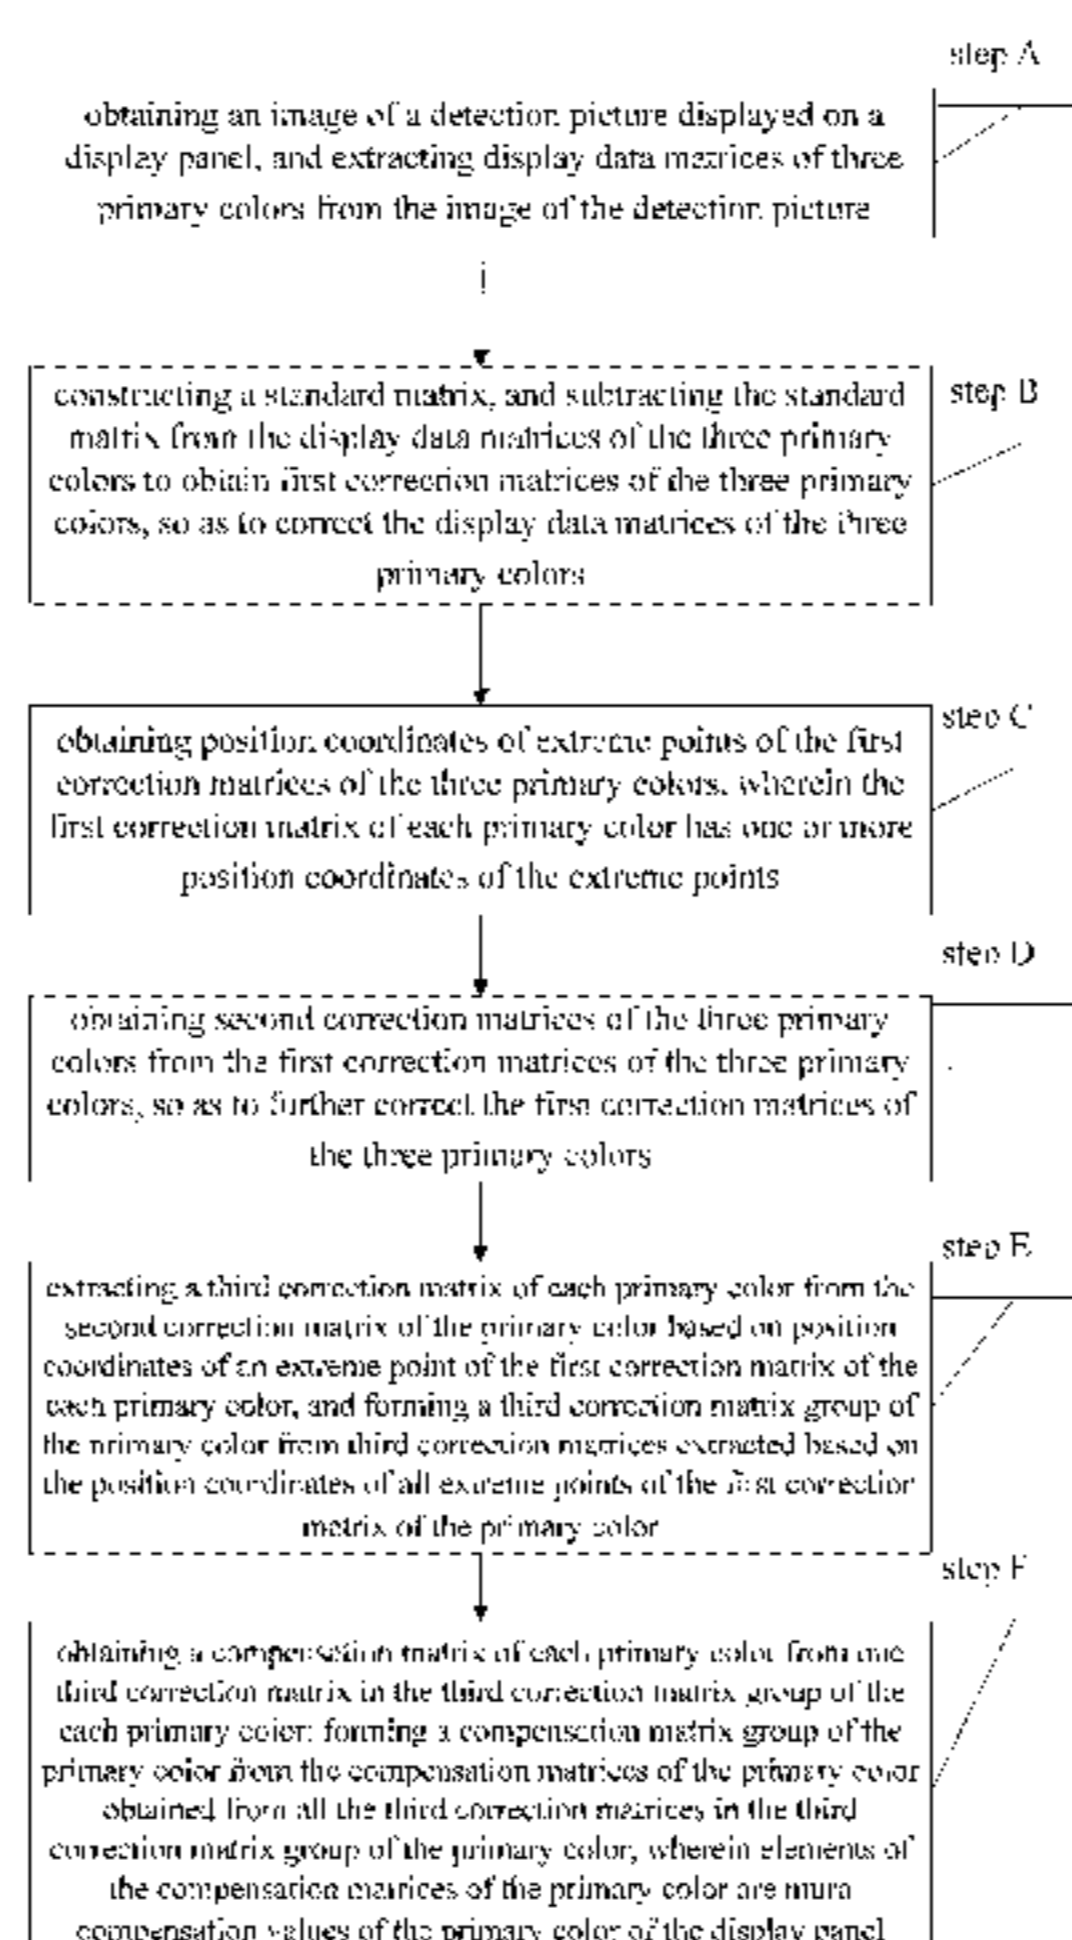 step A
obtaining an image of a detection picture displayed on a
display panel, and extracting display data matrices of three
primary colors from the image of the detection picture
step B
constructing a standard matrix, and subtracting the standard
matrix from the display data matrices of the three primary
colors to obtain first correction matrices of the three primary
colors, so as to correct the display data matrices of the three
primary colors
step C
obtaining position coordinates of extreme points of the first
correction matrices of the three primary colors, wherein the
first correction matrix of each primary color has one or more
position coordinates of the extreme points
step D
obtaining second correction matrices of the three primary
colors from the first correction matrices of the three primary
colors, so as to further correct the first correction matrices of
the three primary colors
step E
extracting a third correction matrix of each primary color from the
second correction matrix of the primary color based on position
coordinates of an extreme point of the first correction matrix of the
each primary color, and forming a third correction matrix group of
the primary color from third correction matrices extracted based on
the position coordinates of all extreme points of the first correction
matrix of the primary color
step F
obtaining a compensation matrix of each primary color from one
third correction matrix in the third correction matrix group of the
each primary color; forming a compensation matrix group of the
primary color from the compensation matrices of the primary color
obtained from all the third correction matrices in the third
correction matrix group of the primary color, wherein elements of
the compensation matrices of the primary color are mura
compensation values of the primary color of the display panel